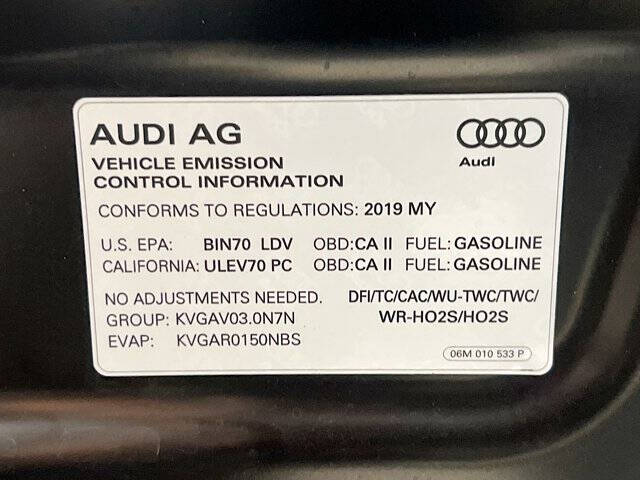 AUDI AG
Audi
VEHICLE EMISSION
CONTROL INFORMATION
CONFORMS TO REGULATIONS: 2019 MY
U.S. EPA: BIN70 LDV OBD:CA II FUEL:GASOLINE
CALIFORNIA: ULEV70 PC OBD:CA II FUEL:GASOLINE
NO ADJUSTMENTS NEEDED. DFI/TC/CAC/WU-TWC/TWC/
GROUP: KVGAV03.0N7N WR-HO2S/HO2S
EVAP: KVGAR0150NBS
06M 010 533 P